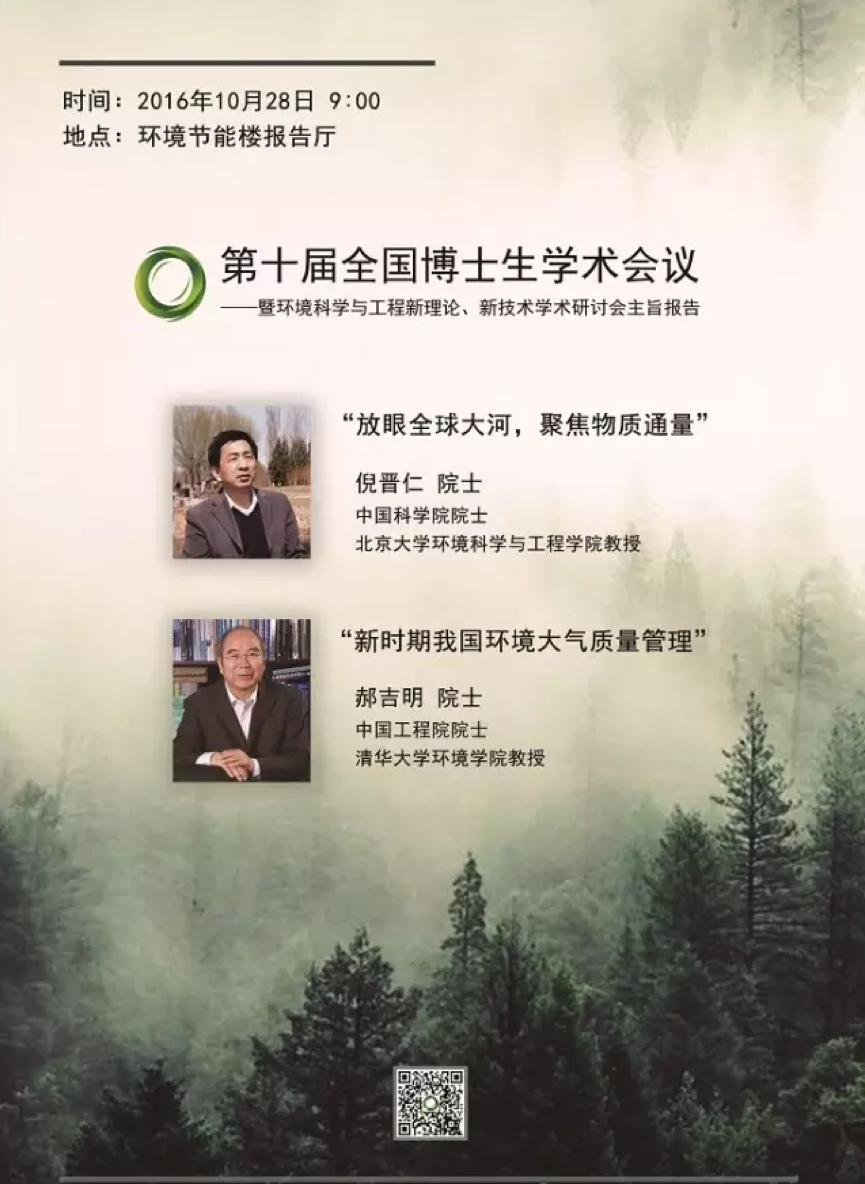 时间：2016年10月28日 9:00
地点：环境节能楼报告厅
第十届全国博士生学术会议
——暨环境科学与工程新理论、新技术学术研讨会主旨报告
“放眼全球大河，聚焦物质通量”
倪晋仁 院士
中国科学院院士
北京大学环境科学与工程学院教授
“新时期我国环境大气质量管理”
郝吉明 院士
中国工程院院士
清华大学环境学院教授